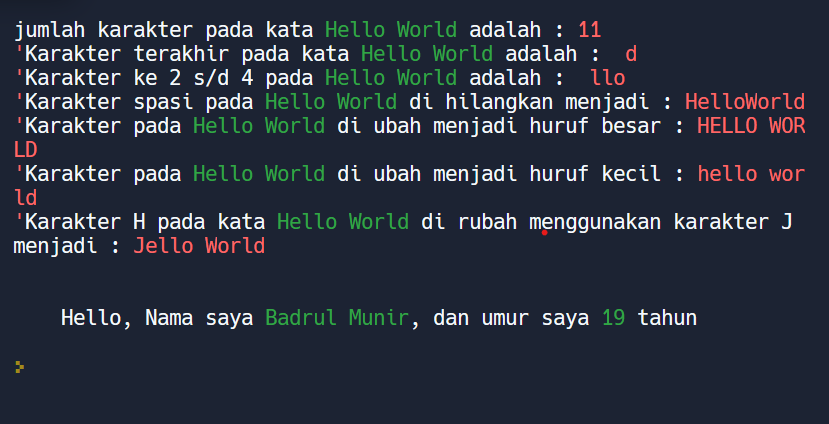 jumlah karakter pada kata Hello World adalah : 11
'Karakter terakhir pada kata Hello World adalah :  d
'Karakter ke 2 s/d 4 pada Hello World adalah :  llo
'Karakter spasi pada Hello World di hilangkan menjadi : HelloWorld
'Karakter pada Hello World di ubah menjadi huruf besar : HELLO WOR
LD
'Karakter pada Hello World di ubah menjadi huruf kecil : hello wor
ld
'Karakter H pada kata Hello World di rubah menggunakan karakter J
menjadi : Jello World
Hello, Nama saya Badrul Munir, dan umur saya 19 tahun
>